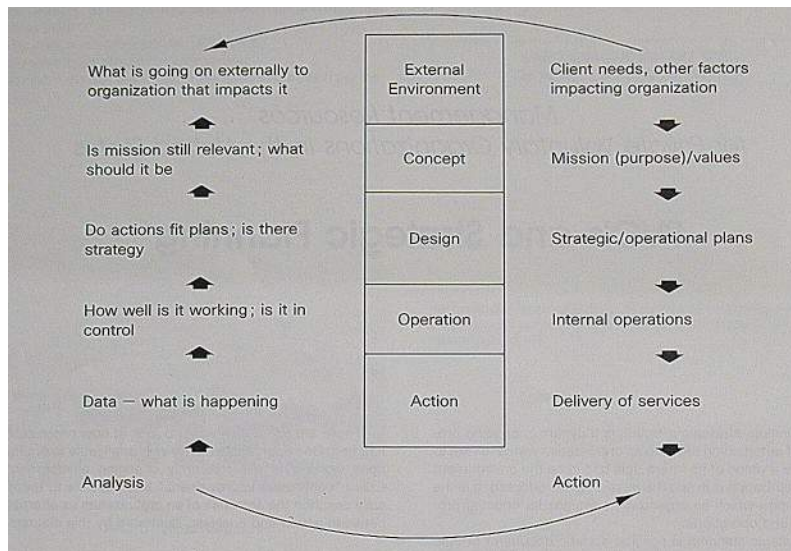 What is going on externally to
organization that impacts it
External
Environment
Client needs, other factors
impacting organization
Is mission still relevant; what
should it be
Concept
Mission (purpose)/values
Do actions fit plans; is there
strategy
Design
Strategic/operational plans
How well is it working; is it in
control
Operation
Internal operations
Data — what is happening
Action
Delivery of services
Analysis
Action